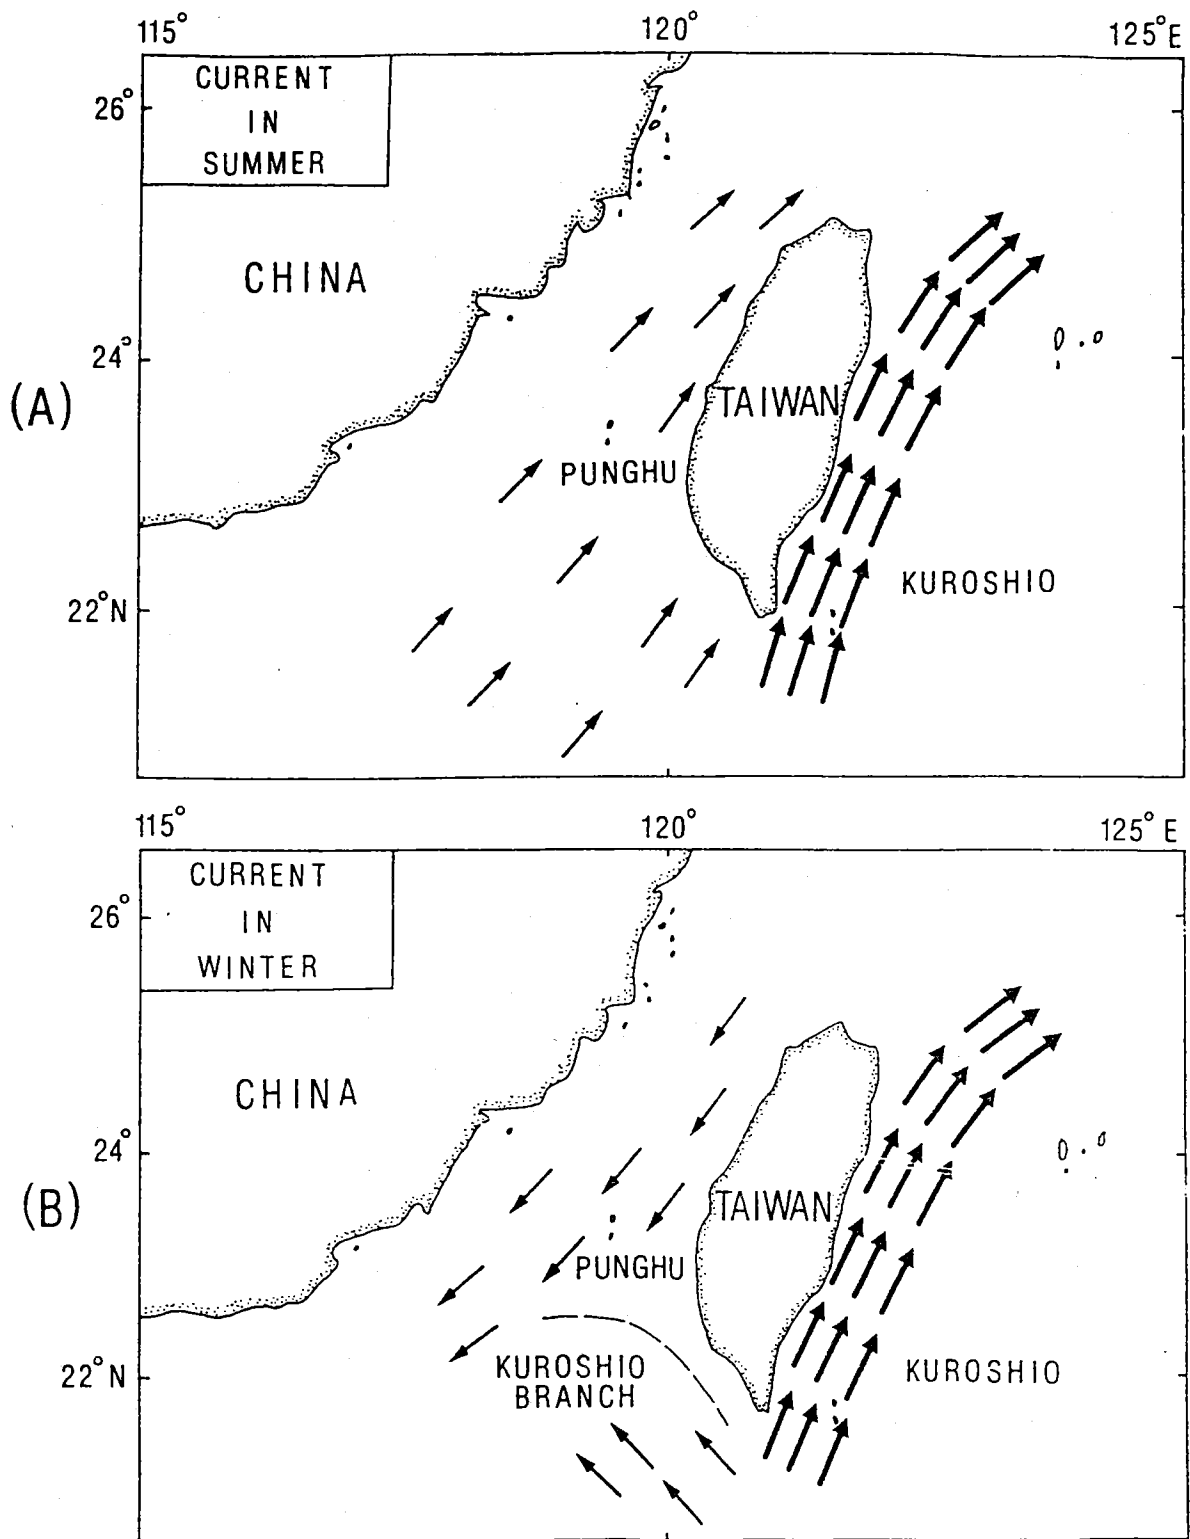 115° 120° 125°E
CURRENT
IN
SUMMER
26°
CHINA
24°
(A)
TAIWAN
PUNGHU
KUROSHIO
22°N
115° 120° 125°E
CURRENT
IN
WINTER
26°
CHINA
24°
(B)
TAIWAN
PUNGHU
KUROSHIO
BRANCH
KUROSHIO
22°N